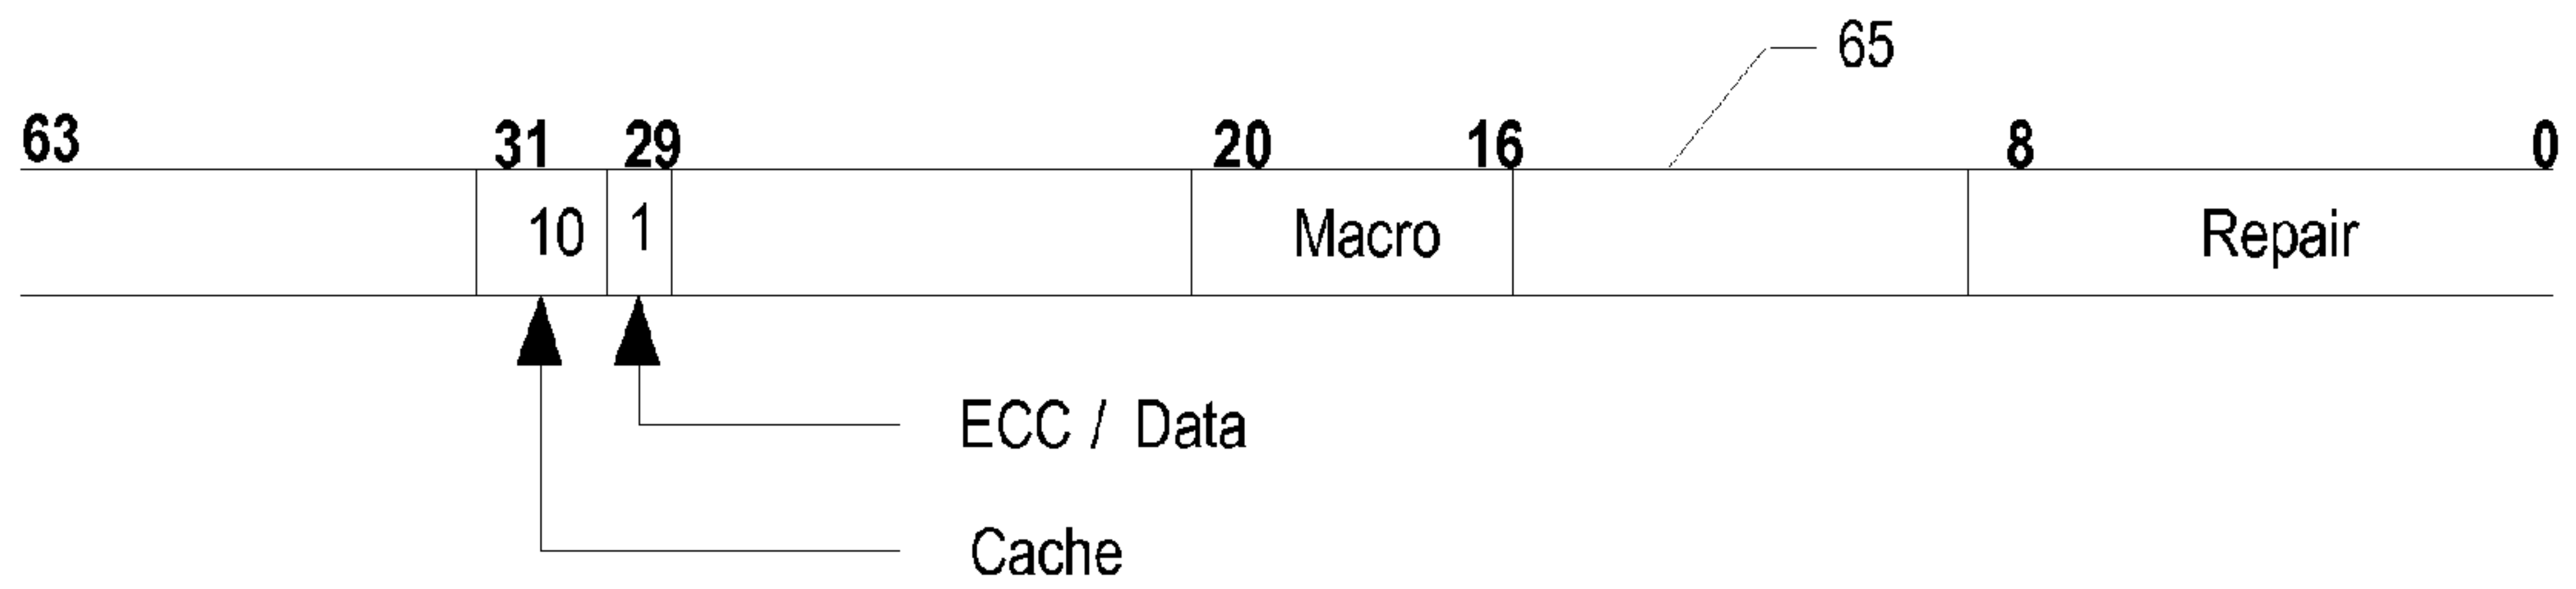 65
63 31 29 20 16 8 0
10 1 Macro Repair
ECC / Data
Cache